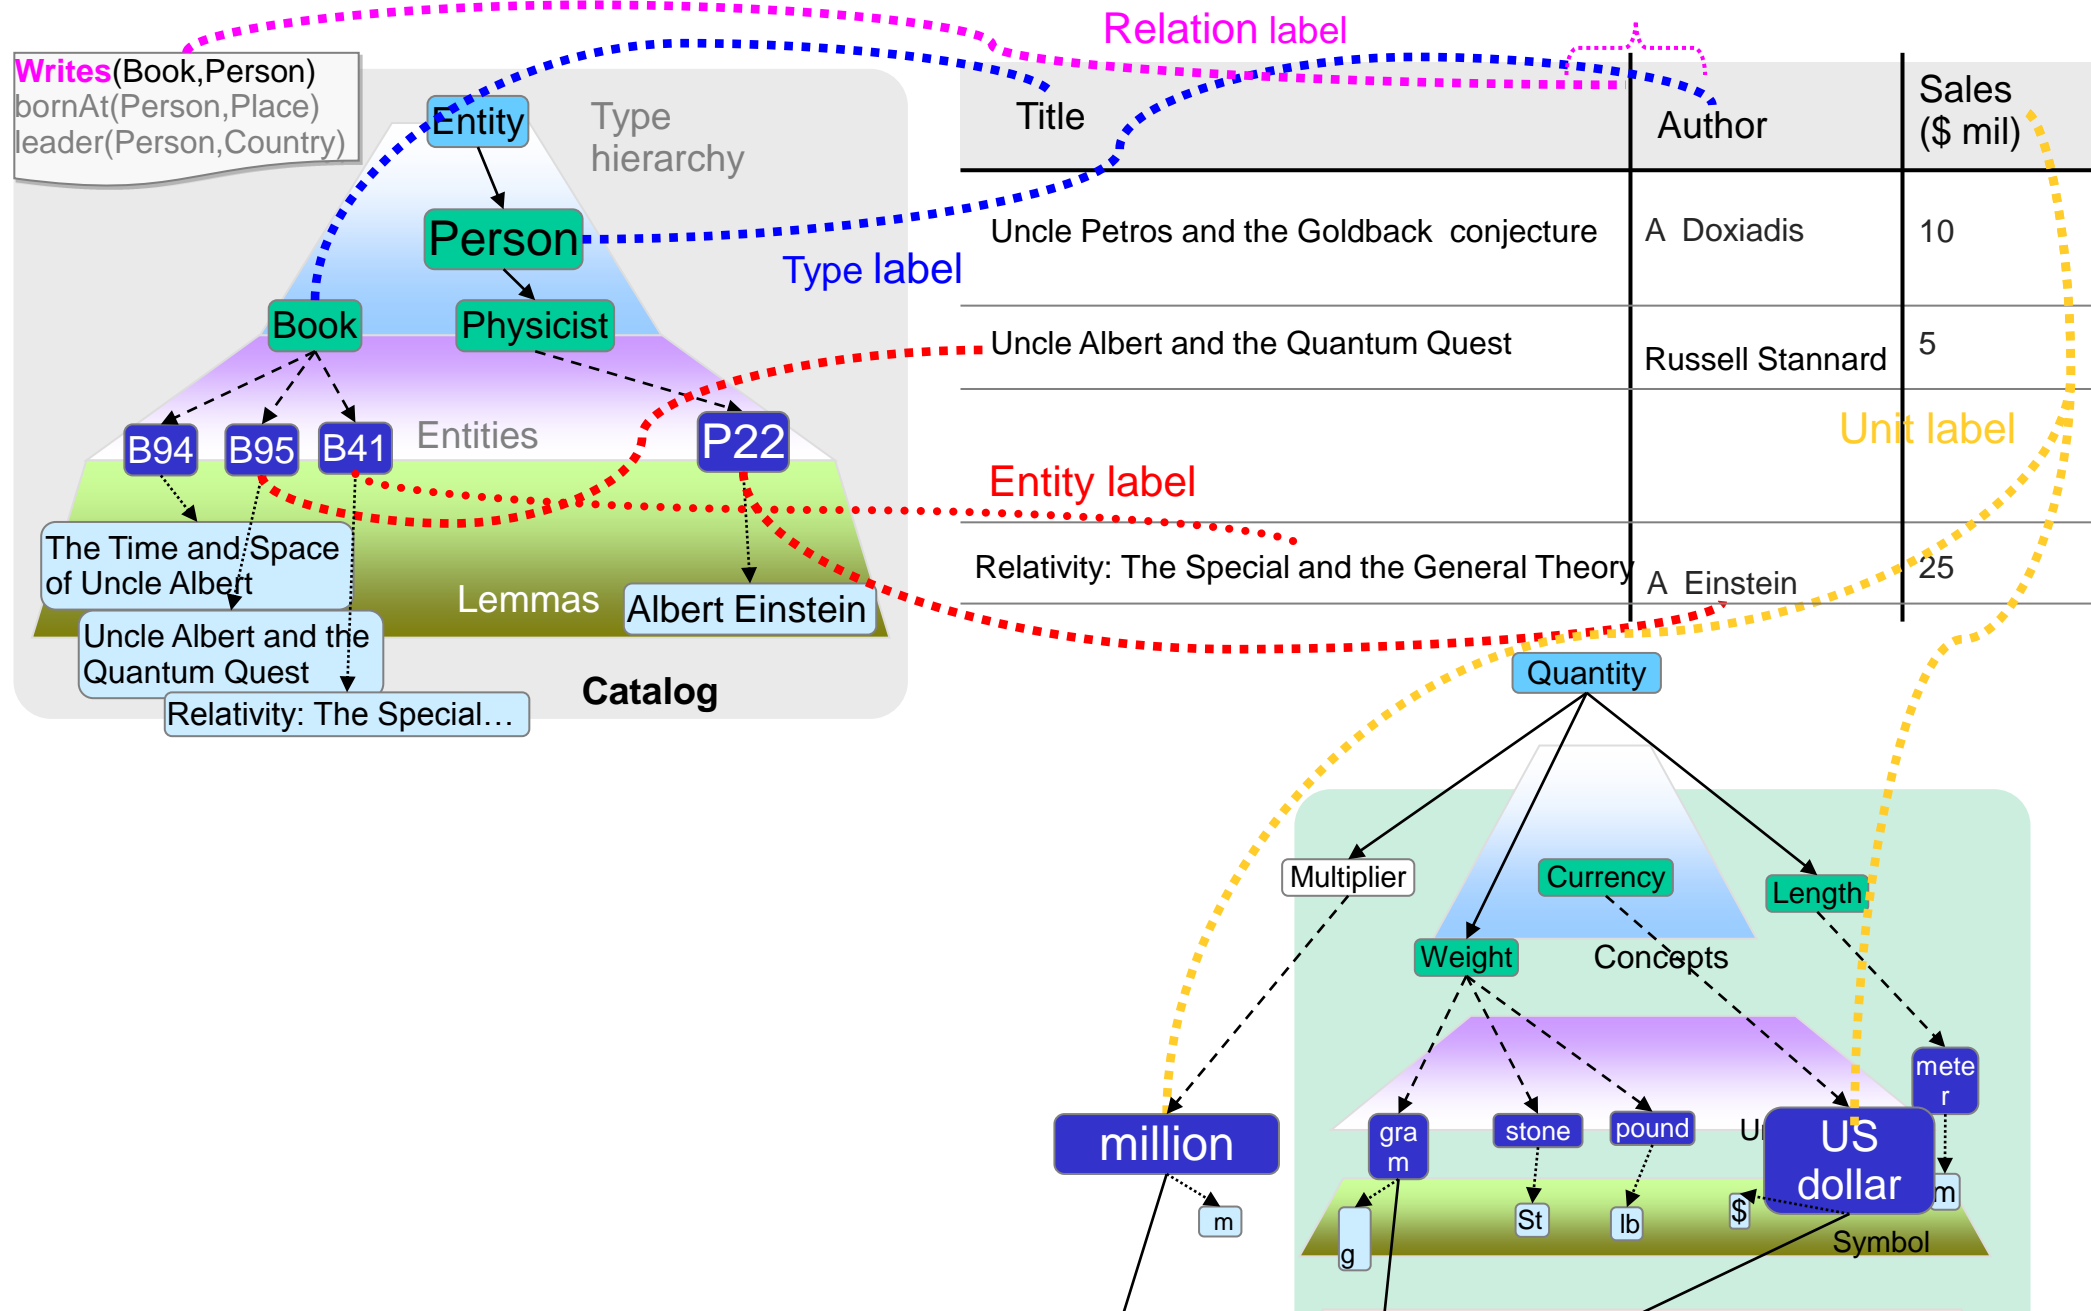 Relation label
Writes(Book,Person)
bornAt(Person,Place)
leader(Person,Country)
Entity
Type
hierarchy
Person
Type label
Book
Physicist
B94
B95
B41
Entities
P22
The Time and Space
of Uncle Albert
Uncle Albert and the
Quantum Quest
Relativity: The Special...
Lemmas
Albert Einstein
Catalog
Title
Author
Sales
($ mil)
Uncle Petros and the Goldback conjecture
A Doxiadis
10
Uncle Albert and the Quantum Quest
Russell Stannard
5
Unit label
Entity label
Relativity: The Special and the General Theory
A Einstein
25
Quantity
Multiplier
Currency
Length
Weight
Concepts
mete
r
million
gra
m
stone
pound
US
dollar
m
g
St
lb
$
m
Symbol